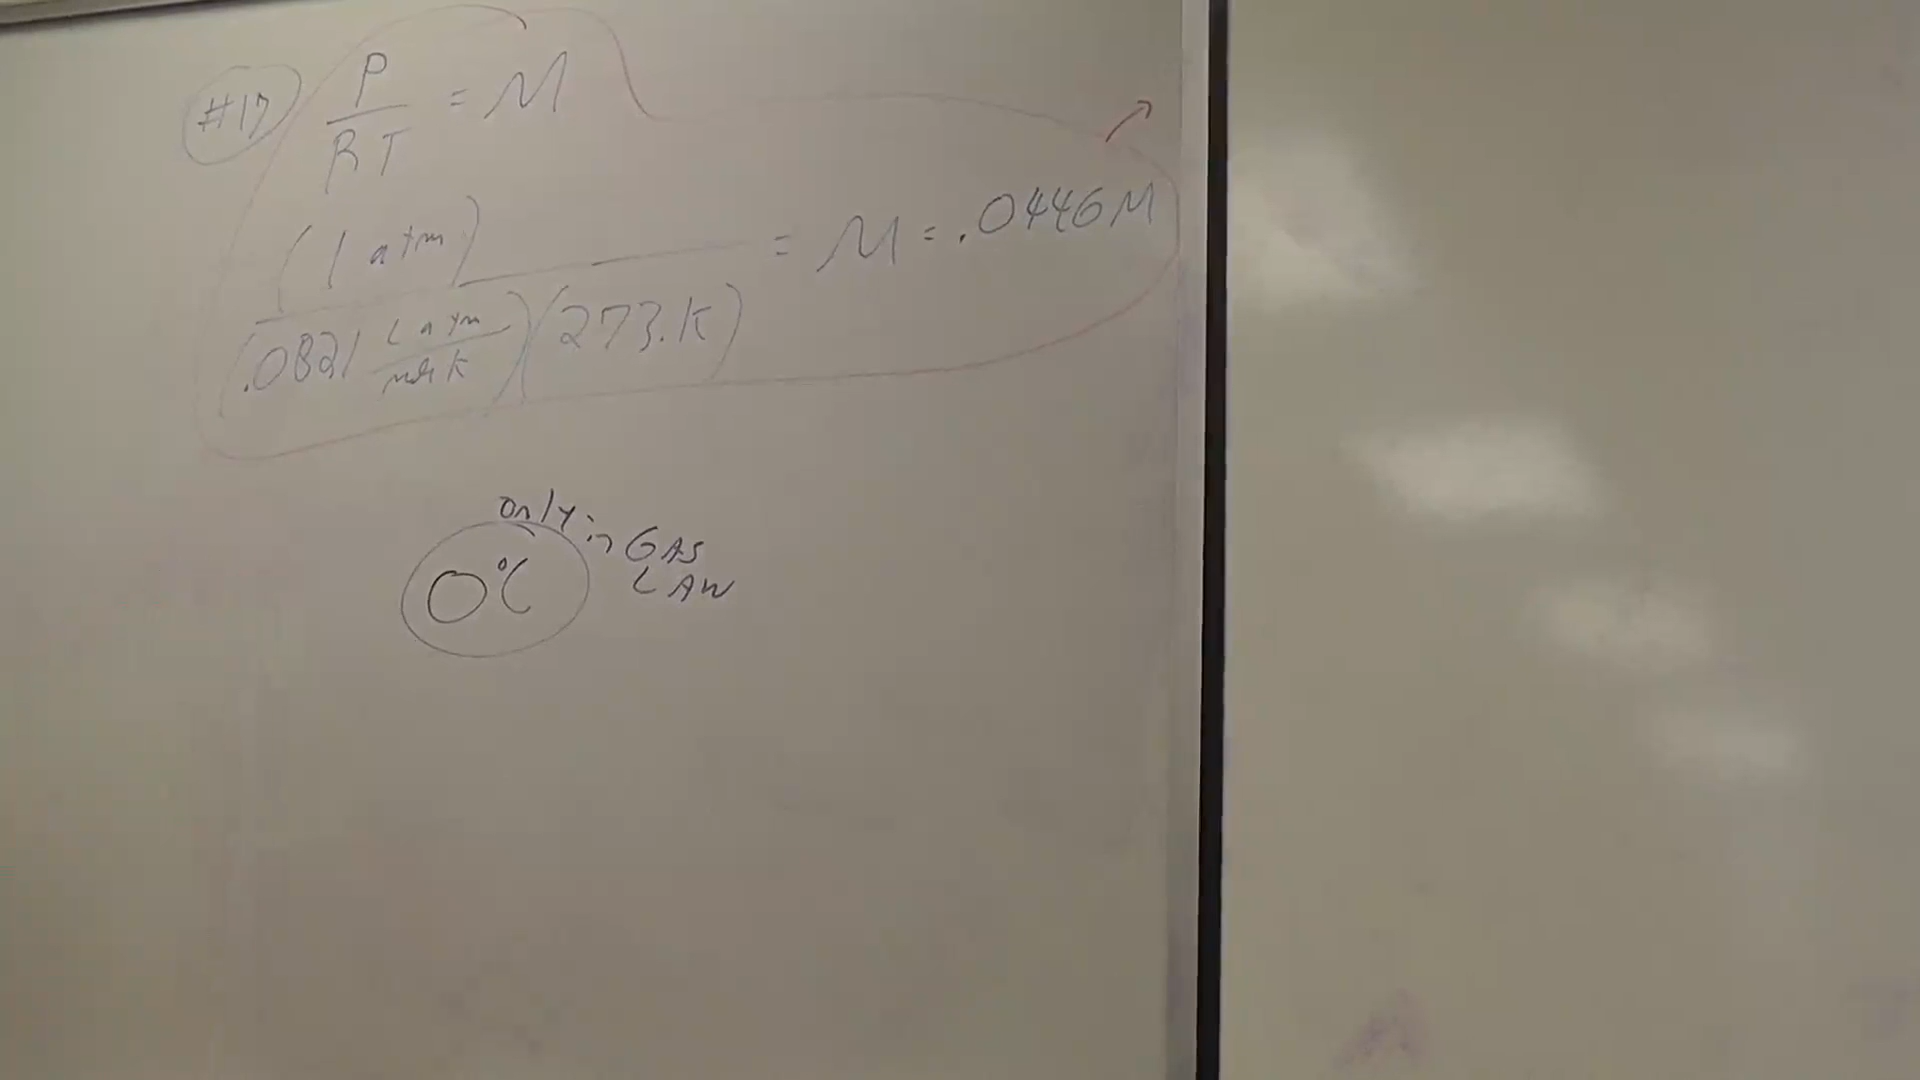 #17
P
RT = M
(1 atm)
(.0821 L atm
mol K)(273.K) = M = .0446M
only in GAS
LAW
0°C